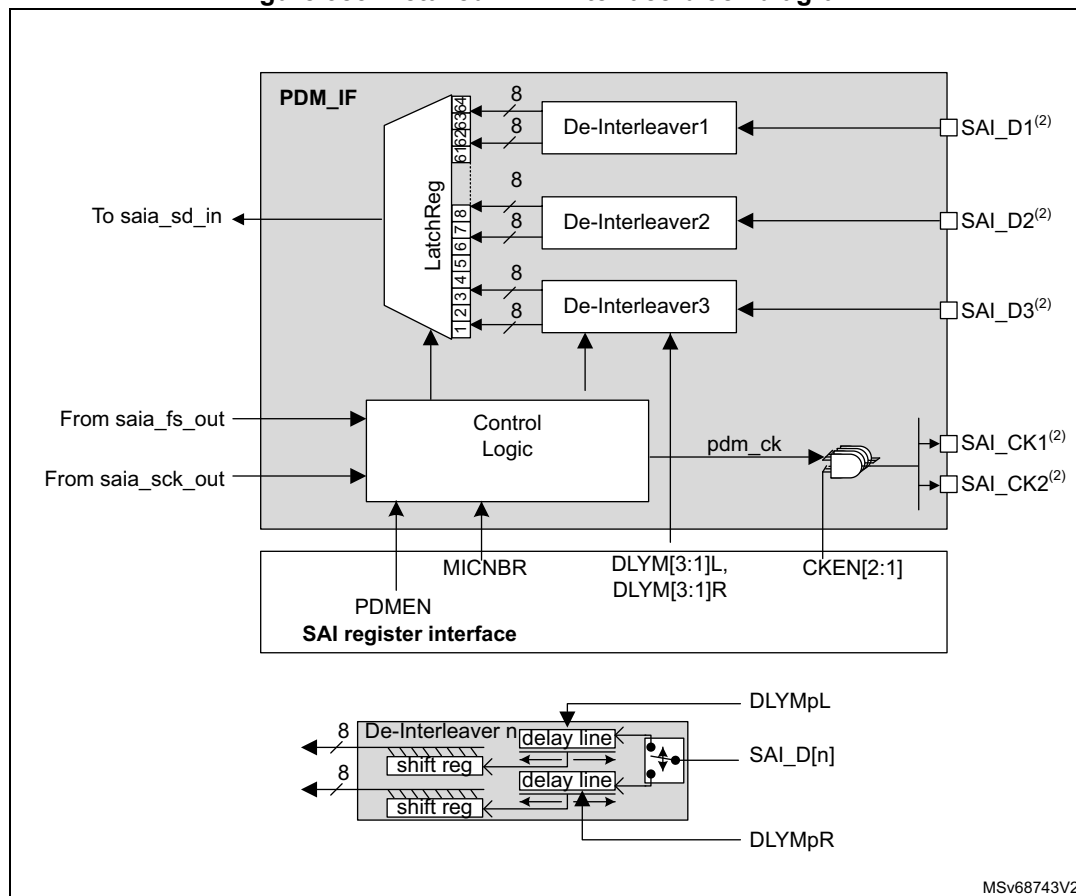 PDM_IF
8
De-Interleaver1
SAI_D1(2)
8
61 62 63 64
8
To saia_sd_in
LatchReg
De-Interleaver2
SAI_D2(2)
8
1 2 3 4 5 6 7 8
8
De-Interleaver3
SAI_D3(2)
8
From saia_fs_out
Control
Logic
pdm_ck
SAI_CK1(2)
From saia_sck_out
SAI_CK2(2)
MICNBR
DLYM[3:1]L,
DLYM[3:1]R
CKEN[2:1]
PDMEN
SAI register interface
DLYMpL
De-Interleaver n
8
delay line
shift reg
SAI_D[n]
8
delay line
shift reg
DLYMpR
MSv68743V2